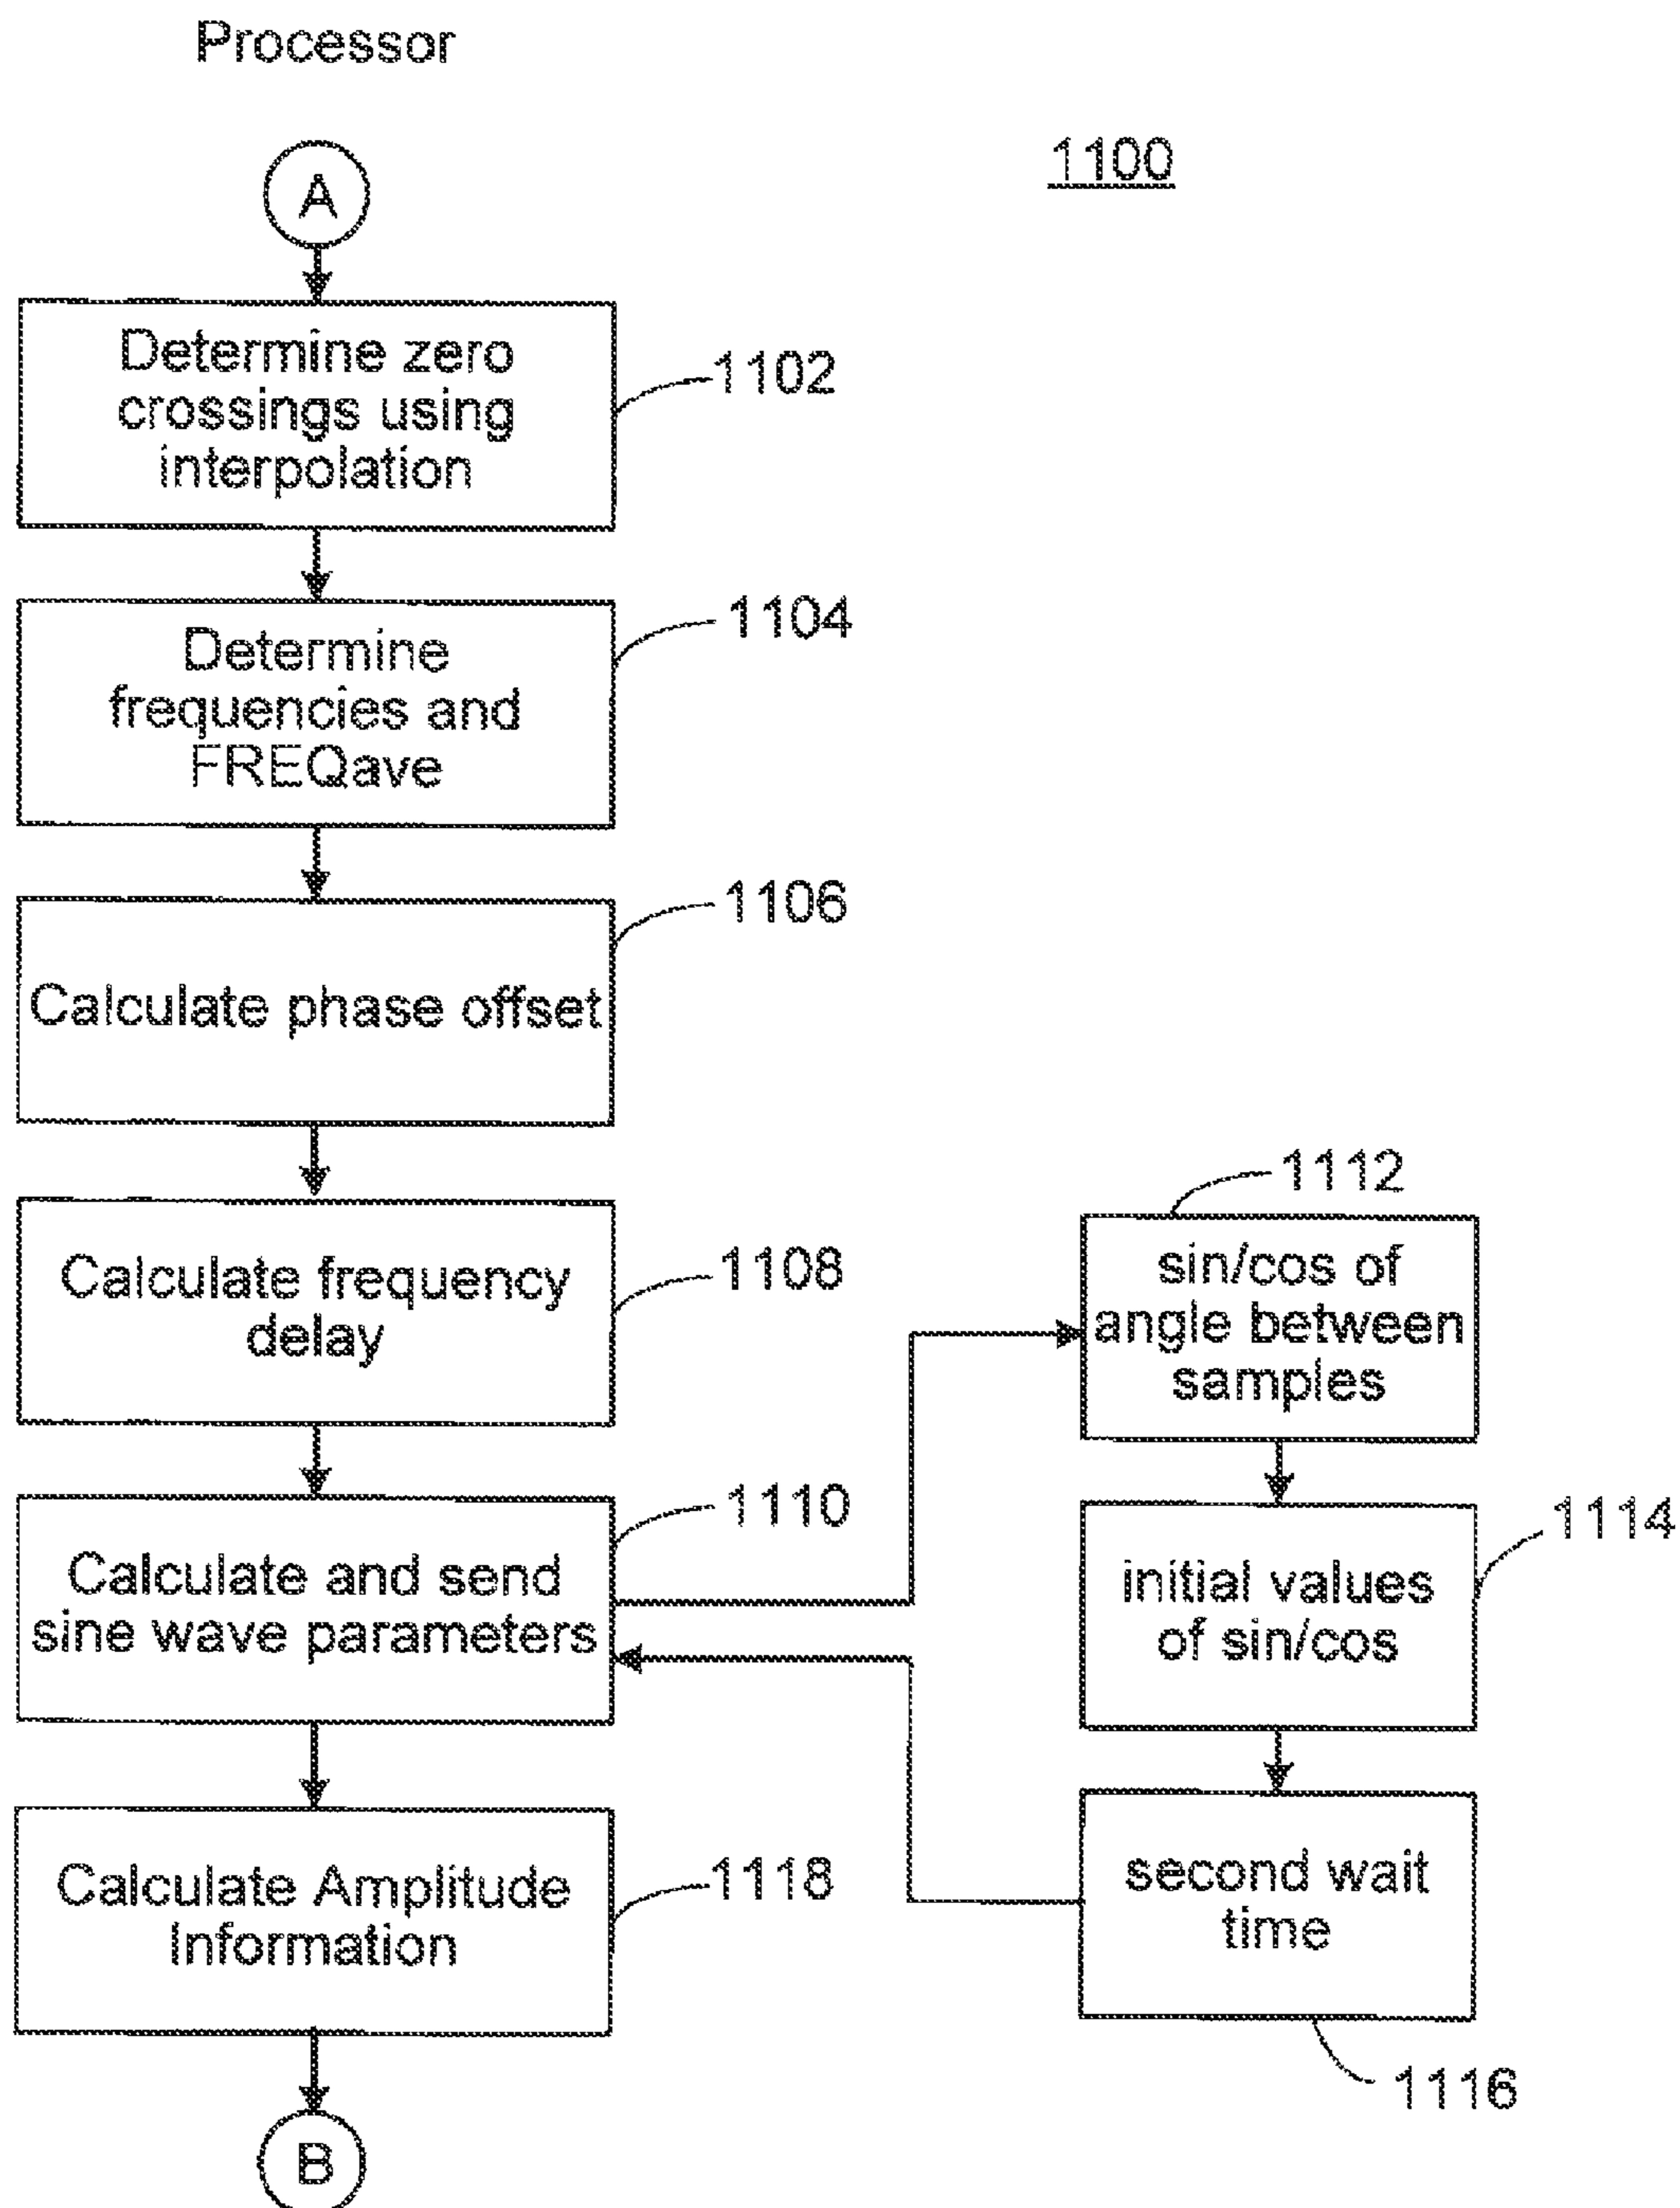 Processor
1100
A
Determine zero
crossings using
interpolation
1102
Determine
frequencies and
FREQave
1104
Calculate phase offset
1106
Calculate frequency
delay
1108
Calculate and send
sine wave parameters
1110
sin/cos of
angle between
samples
1112
initial values
of sin/cos
1114
second wait
time
1116
Calculate Amplitude
Information
1118
B